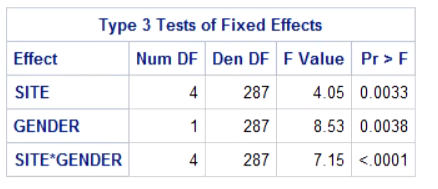 Type 3 Tests of Fixed Effects
Effect Num DF Den DF F Value Pr > F
SITE 4 287 4.05 0.0033
GENDER 1 287 8.53 0.0038
SITE*GENDER 4 287 7.15 <.0001